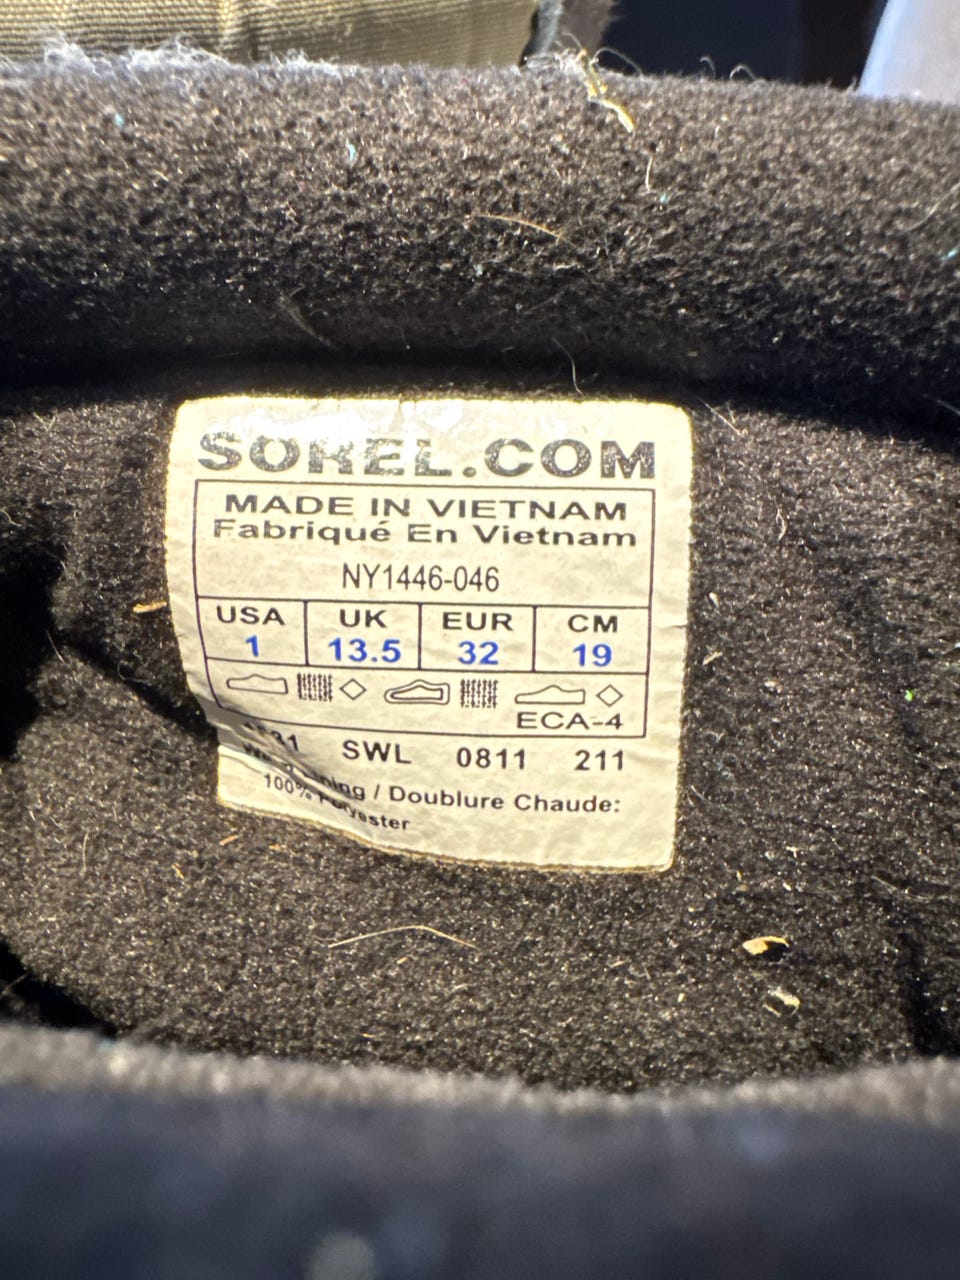 SOREL.COM
MADE IN VIETNAM
Fabriqué En Vietnam
NY1446-046
USA UK EUR CM
1 13.5 32 19
ECA-4
SWL 0811 211
/ Doublure Chaude:
100% Polyester